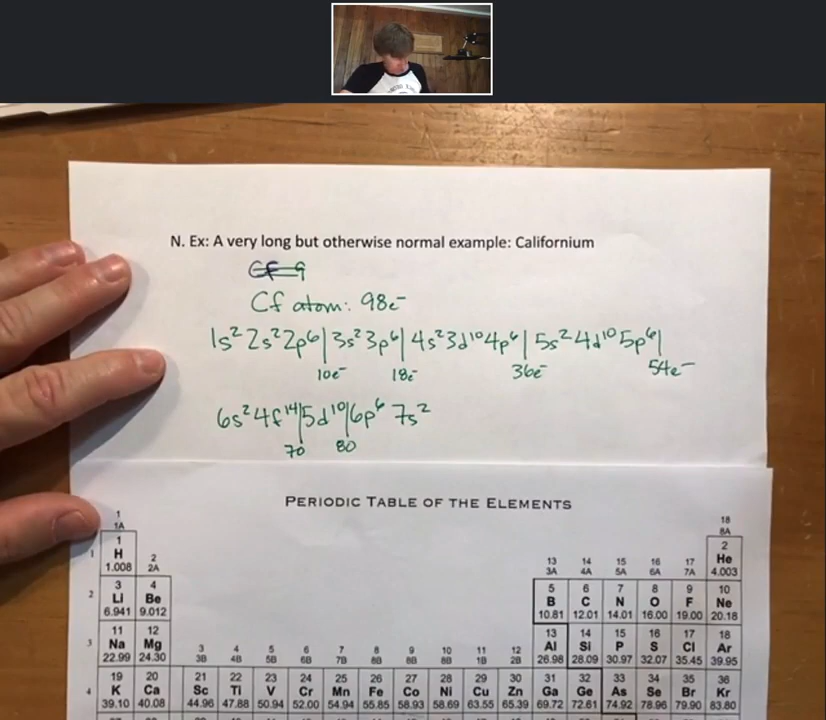 N. Ex: A very long but otherwise normal example: Californium
Cf atom: 98e⁻
1s²2s²2p⁶|3s²3p⁶|4s²3d¹⁰4p⁶|5s²4d¹⁰5p⁶|
10e⁻ 18e⁻ 36e⁻ 54e⁻
6s²4f¹⁴|5d¹⁰|6p⁶ 7s²
70 80
PERIODIC TABLE OF THE ELEMENTS
1 18
1A 8A
1 2 13 14 15 16 17 2
1 H 2A 3A 4A 5A 6A 7A He
1.008 4.003
3 4 5 6 7 8 9 10
2 Li Be B C N O F Ne
6.941 9.012 10.81 12.01 14.01 16.00 19.00 20.18
11 12 13 14 15 16 17 18
3 Na Mg 3 4 5 6 7 8 9 10 11 12 Al Si P S Cl Ar
22.99 24.30 3B 4B 5B 6B 7B 8B 8B 8B 1B 2B 26.98 28.09 30.97 32.07 35.45 39.95
19 20 21 22 23 24 25 26 27 28 29 30 31 32 33 34 35 36
4 K Ca Sc Ti V Cr Mn Fe Co Ni Cu Zn Ga Ge As Se Br Kr
39.10 40.08 44.96 47.88 50.94 52.00 54.94 55.85 58.93 58.69 63.55 65.39 69.72 72.61 74.92 78.96 79.90 83.80